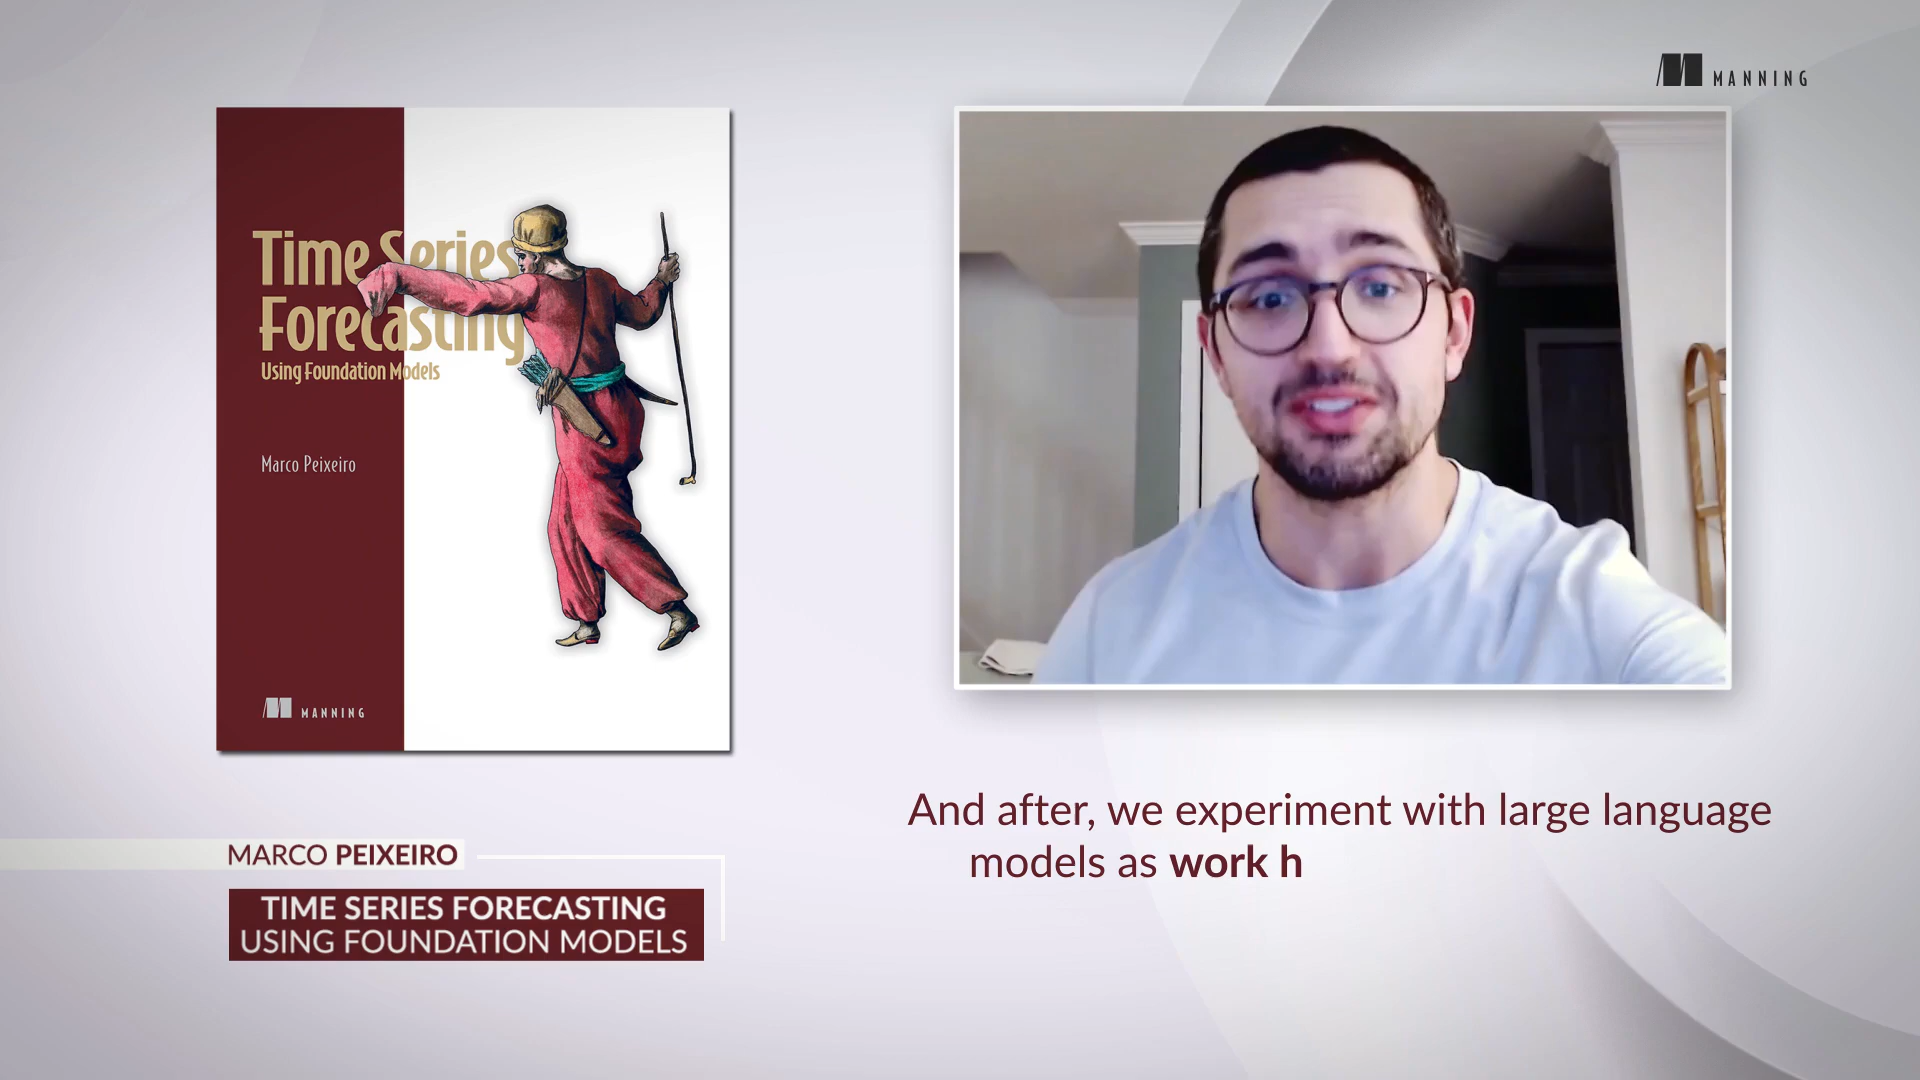 MANNING
Time Series
Forecasting
Using Foundation Models
Marco Peixeiro
MANNING
And after, we experiment with large language
models as work h
MARCO PEIXEIRO
TIME SERIES FORECASTING
USING FOUNDATION MODELS